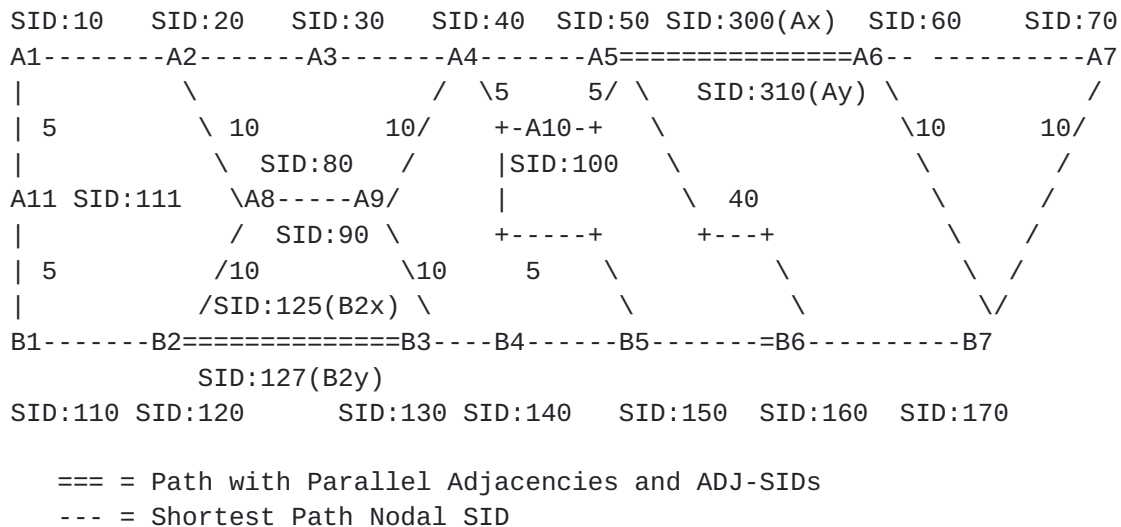 SID:10   SID:20   SID:30   SID:40  SID:50 SID:300(Ax)  SID:60    SID:70
A1--------A2-------A3-------A4-------A5===============A6-- ----------A7
|          \               /  \5     5/ \   SID:310(Ay) \            /
| 5         \ 10        10/    +-A10-+   \               \10      10/
|            \  SID:80   /     |SID:100   \               \        /
A11 SID:111   \A8-----A9/      |           \  40           \      /
|             /  SID:90 \      +-----+      +---+           \    /
| 5          /10         \10     5    \          \           \  /
|           /SID:125(B2x) \            \          \           \/
B1-------B2==============B3----B4------B5-------=B6----------B7
            SID:127(B2y)
SID:110 SID:120      SID:130 SID:140   SID:150  SID:160  SID:170
=== = Path with Parallel Adjacencies and ADJ-SIDs
--- = Shortest Path Nodal SID